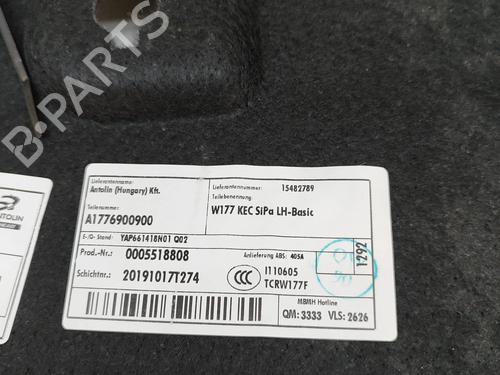 B-PARTS
Lieferantenname:
Antolin (Hungary) Kft.
Lieferantennummer: 15482789
Teilenummer:
A1776900900
Teilebenennung:
W177 KEC SiPa LH-Basic
E-/Q- Stand: YAP661418N01 Q02
Prod.-Nr.: 0005518808
Anlieferung ABS: 405A
Schichtnr.: 20191017T274
CCC
I110605
TCRW177F
1292
MBMH Hotline
QM: 3333 VLS: 2626
ANTOLIN